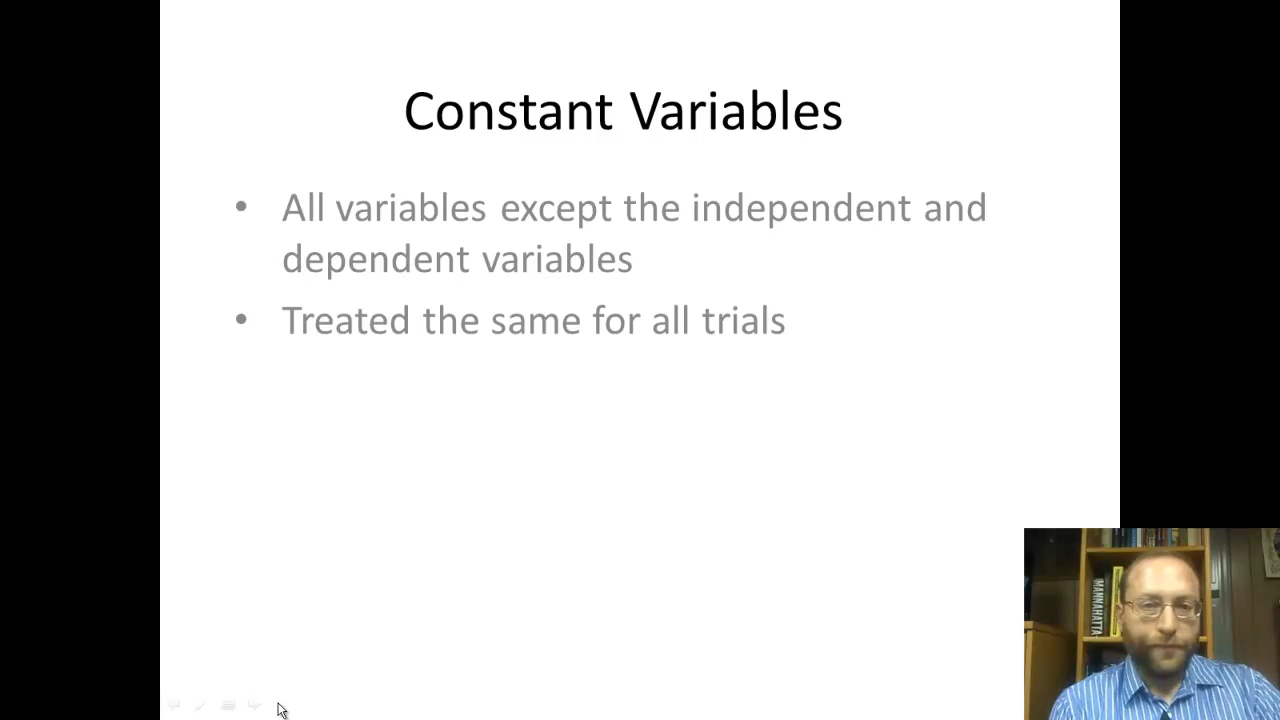 Constant Variables
• All variables except the independent and
dependent variables
• Treated the same for all trials
MANNAHATTA